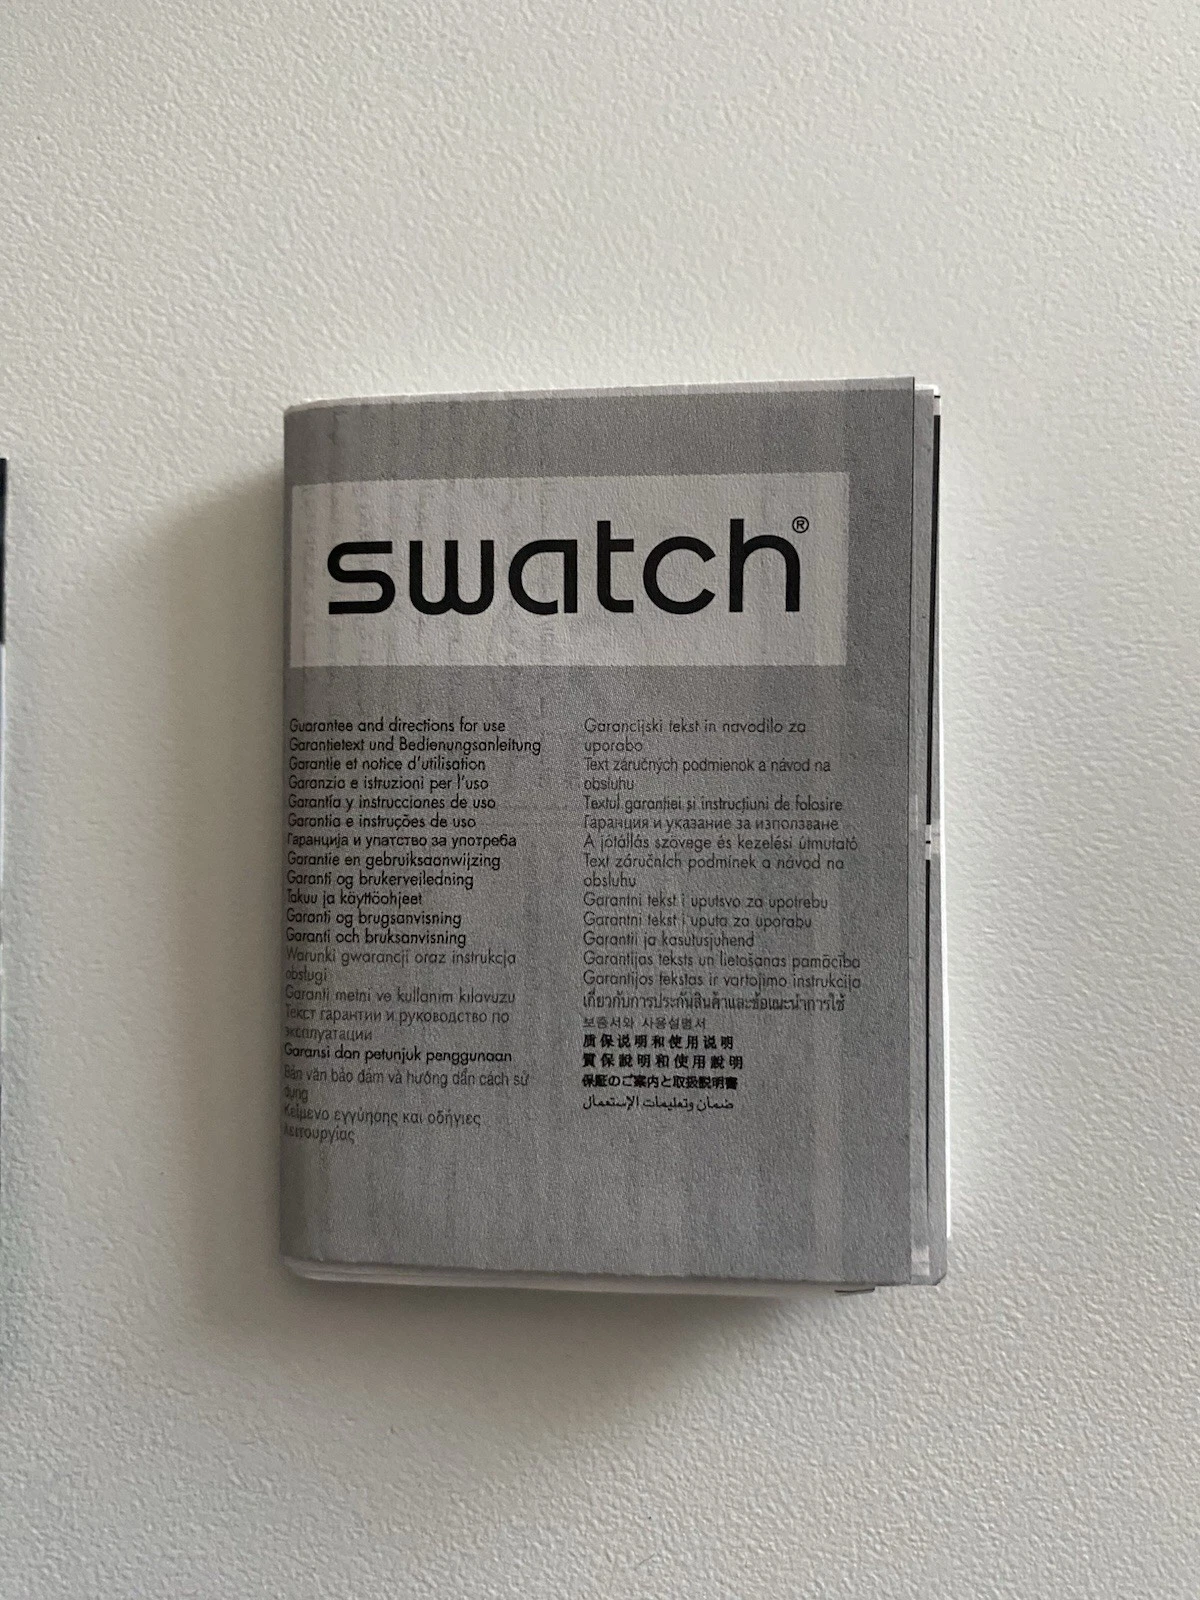 swatch®
Guarantee and directions for use
Garantietext und Bedienungsanleitung
Garantie et notice d'utilisation
Garanzia e istruzioni per l'uso
Garantía y instrucciones de uso
Garantia e instruções de uso
Гаранција и упатство за употреба
Garantie en gebruiksaanwijzing
Garanti og brukerveiledning
Takuu ja käyttöohjeet
Garanti og brugsanvisning
Garanti och bruksanvisning
Warunki gwarancji oraz instrukcja
obsługi
Garanti metni ve kullanım kılavuzu
Текст гарантии и руководство по
эксплуатации
Garansi dan petunjuk penggunaan
Bản văn bảo đảm và hướng dẫn cách sử
dụng
Κείμενο εγγύησης και οδήγιες
λειτουργίας
Garancijski tekst in navodilo za
uporabo
Text záručných podmienok a návod na
obsluhu
Textul garanției și instrucțiuni de folosire
Гаранция и указание за използване
A jótállás szövege és kezelési útmutató
Text záručních podmínek a návod na
obsluhu
Garantni tekst i uputsvo za upotrebu
Garantni tekst i uputa za uporabu
Garantii ja kasutusjuhend
Garantijas teksts un lietošanas pamācība
Garantijos tekstas ir vartojimo instrukcija
เกี่ยวกับการประกันสินค้าและข้อแนะนำการใช้
보증서와 사용설명서
质保说明和使用说明
質保說明和使用說明
保証のご案内と取扱説明書
ضمان وتعليمات الإستعمال